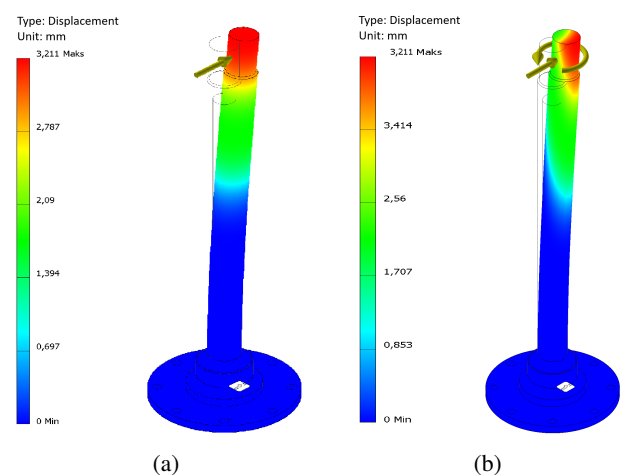 Type: Displacement
Unit: mm
3,211 Maks
2,787
2,09
1,394
0,697
0 Min
(a)
Type: Displacement
Unit: mm
3,211 Maks
3,414
2,56
1,707
0,853
0 Min
(b)